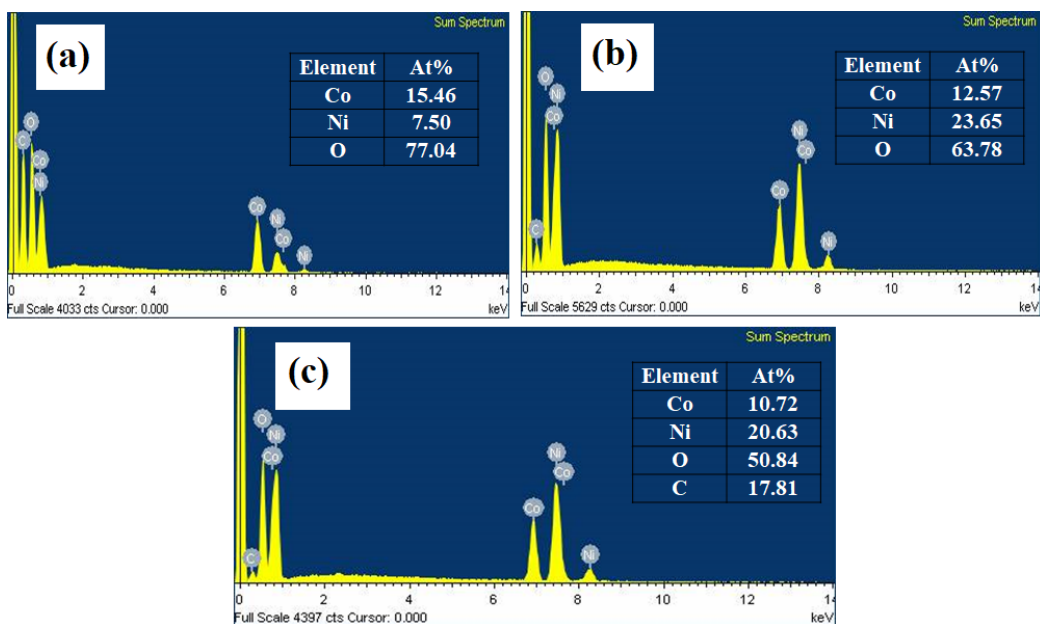 (a)
Sum Spectrum
Element At%
Co 15.46
Ni 7.50
O 77.04
C
O
Co
Ni
Co
Ni
Co
Ni
0 2 4 6 8 10 12 14
Full Scale 4033 cts Cursor: 0.000 keV
(b)
Sum Spectrum
Element At%
Co 12.57
Ni 23.65
O 63.78
O
Ni
Co
C
Ni
Co
Co
Ni
0 2 4 6 8 10 12 14
Full Scale 5629 cts Cursor: 0.000 keV
(c)
Sum Spectrum
Element At%
Co 10.72
Ni 20.63
O 50.84
C 17.81
O
Ni
Co
C
Ni
Co
Co
Ni
0 2 4 6 8 10 12 14
Full Scale 4397 cts Cursor: 0.000 keV